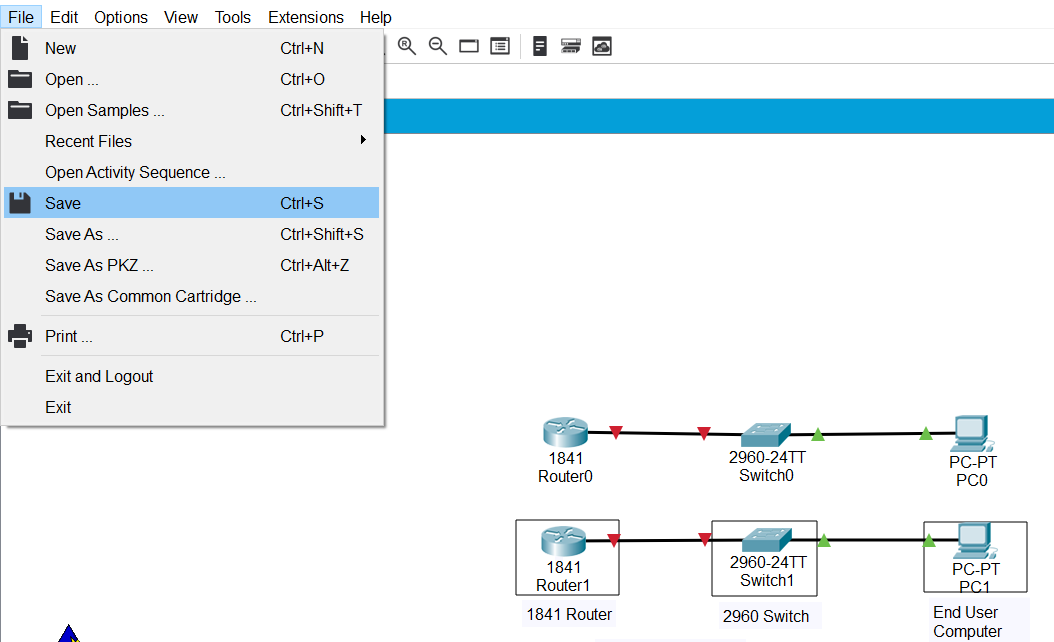 File Edit Options View Tools Extensions Help
New Ctrl+N
Open ... Ctrl+O
Open Samples ... Ctrl+Shift+T
Recent Files
Open Activity Sequence ...
Save Ctrl+S
Save As ... Ctrl+Shift+S
Save As PKZ ... Ctrl+Alt+Z
Save As Common Cartridge ...
Print ... Ctrl+P
Exit and Logout
Exit
1841
Router0
2960-24TT
Switch0
PC-PT
PC0
1841
Router1
1841 Router
2960-24TT
Switch1
2960 Switch
PC-PT
PC1
End User
Computer